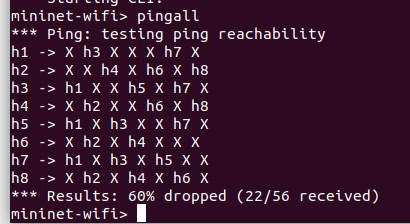 Starting CLI:
mininet-wifi> pingall
*** Ping: testing ping reachability
h1 -> X h3 X X X h7 X
h2 -> X X h4 X h6 X h8
h3 -> h1 X X h5 X h7 X
h4 -> X h2 X X h6 X h8
h5 -> h1 X h3 X X h7 X
h6 -> X h2 X h4 X X X
h7 -> h1 X h3 X h5 X X
h8 -> X h2 X h4 X h6 X
*** Results: 60% dropped (22/56 received)
mininet-wifi>